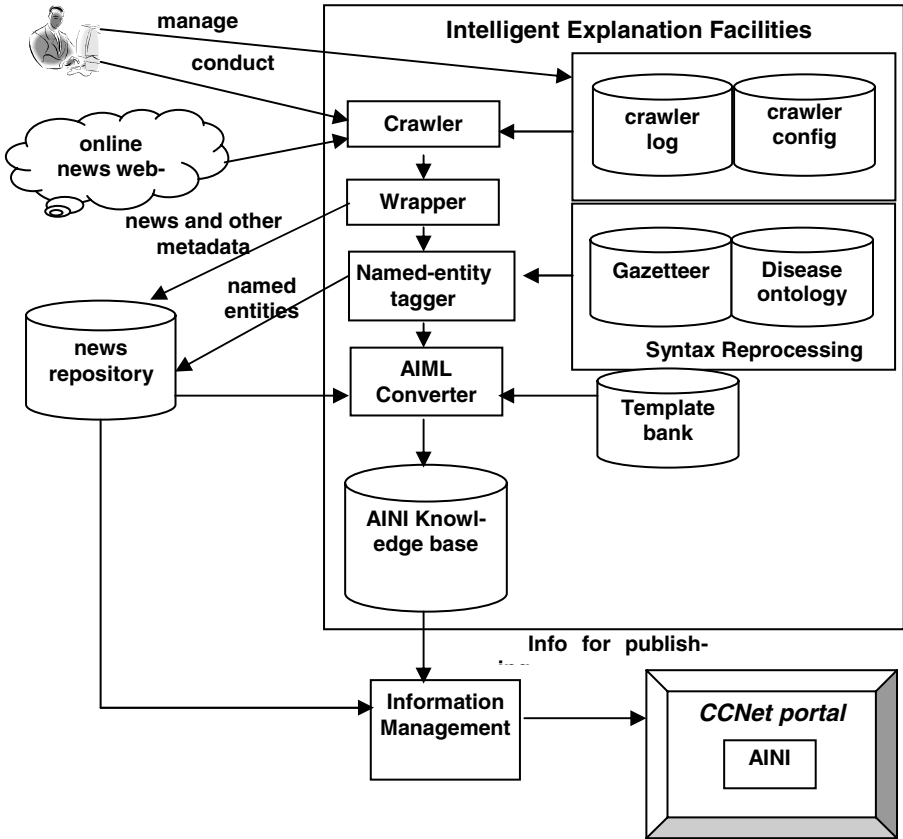 manage
Intelligent Explanation Facilities
conduct
crawler
log
crawler
config
Crawler
online
news web-
Wrapper
news and other
metadata
Gazetteer
Disease
ontology
Named-entity
tagger
named
entities
Syntax Reprocessing
news
repository
AIML
Converter
Template
bank
AINI Knowl-
edge base
Info for publish-
Information
Management
CCNet portal
AINI